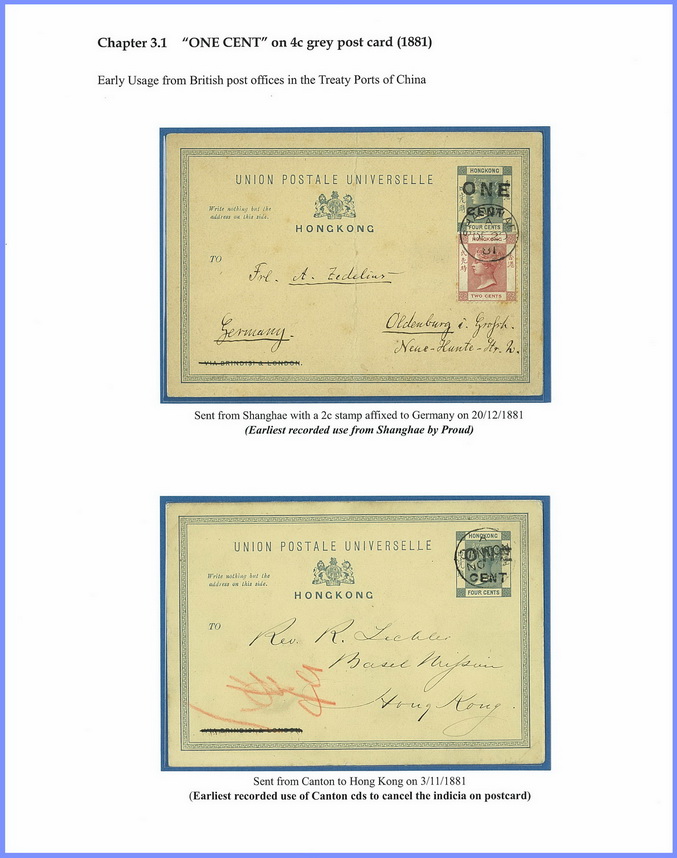 Chapter 3.1 “ONE CENT” on 4c grey post card (1881)
Early Usage from British post offices in the Treaty Ports of China
UNION POSTALE UNIVERSELLE
Write nothing but the
address on this side.
HONGKONG
HONGKONG
ONE
CENT
FOUR CENTS
81
HONGKONG
TWO CENTS
TO
Frl. A. Zedelius
Germany.
Oldenburg i. Grosh.
Neue-Hunte-Str. 2.
VIA BRINDISI & LONDON.
Sent from Shanghae with a 2c stamp affixed to Germany on 20/12/1881
(Earliest recorded use from Shanghae by Proud)
UNION POSTALE UNIVERSELLE
Write nothing but the
address on this side.
HONGKONG
HONGKONG
ONE
CENT
FOUR CENTS
TO
Rev. R. Lechler
Basel Mission
Hong Kong.
VIA BRINDISI & LONDON
Sent from Canton to Hong Kong on 3/11/1881
(Earliest recorded use of Canton cds to cancel the indicia on postcard)